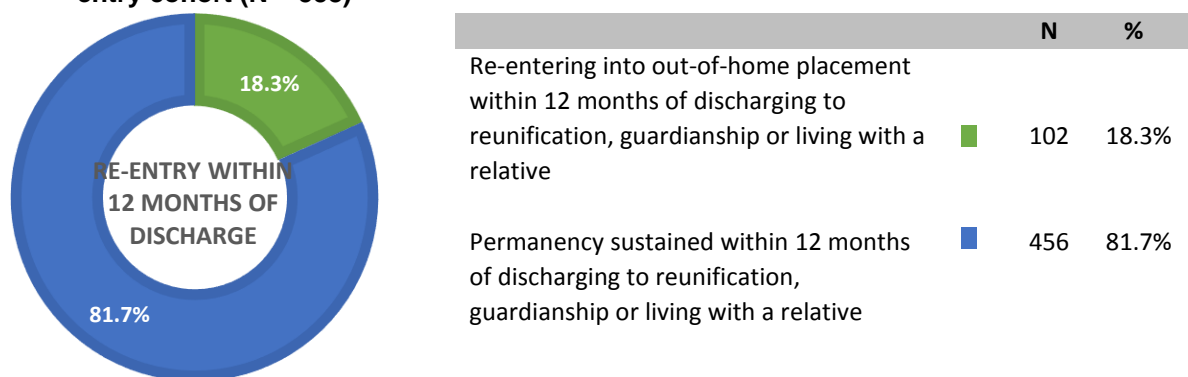 entry cohort (N
18.3%
RE-ENTRY WITHIN
12 MONTHS OF
DISCHARGE
81.7%
N %
Re-entering into out-of-home placement
within 12 months of discharging to
reunification, guardianship or living with a 102 18.3%
relative
Permanency sustained within 12 months 456 81.7%
of discharging to reunification,
guardianship or living with a relative